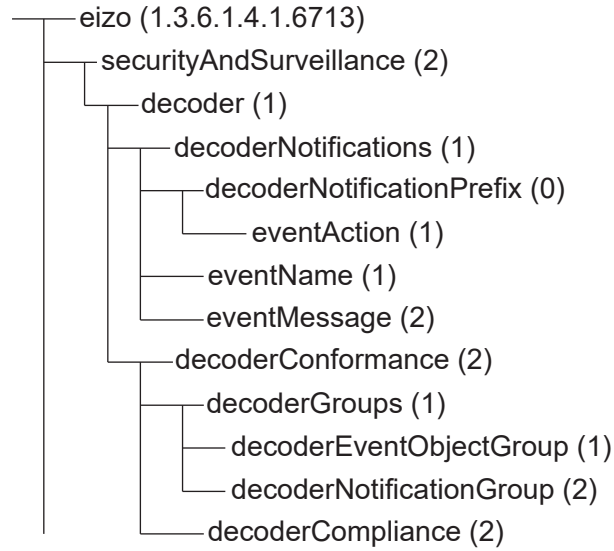 eizo (1.3.6.1.4.1.6713)
securityAndSurveillance (2)
decoder (1)
decoderNotifications (1)
decoderNotificationPrefix (0)
eventAction (1)
eventName (1)
eventMessage (2)
decoderConformance (2)
decoderGroups (1)
decoderEventObjectGroup (1)
decoderNotificationGroup (2)
decoderCompliance (2)